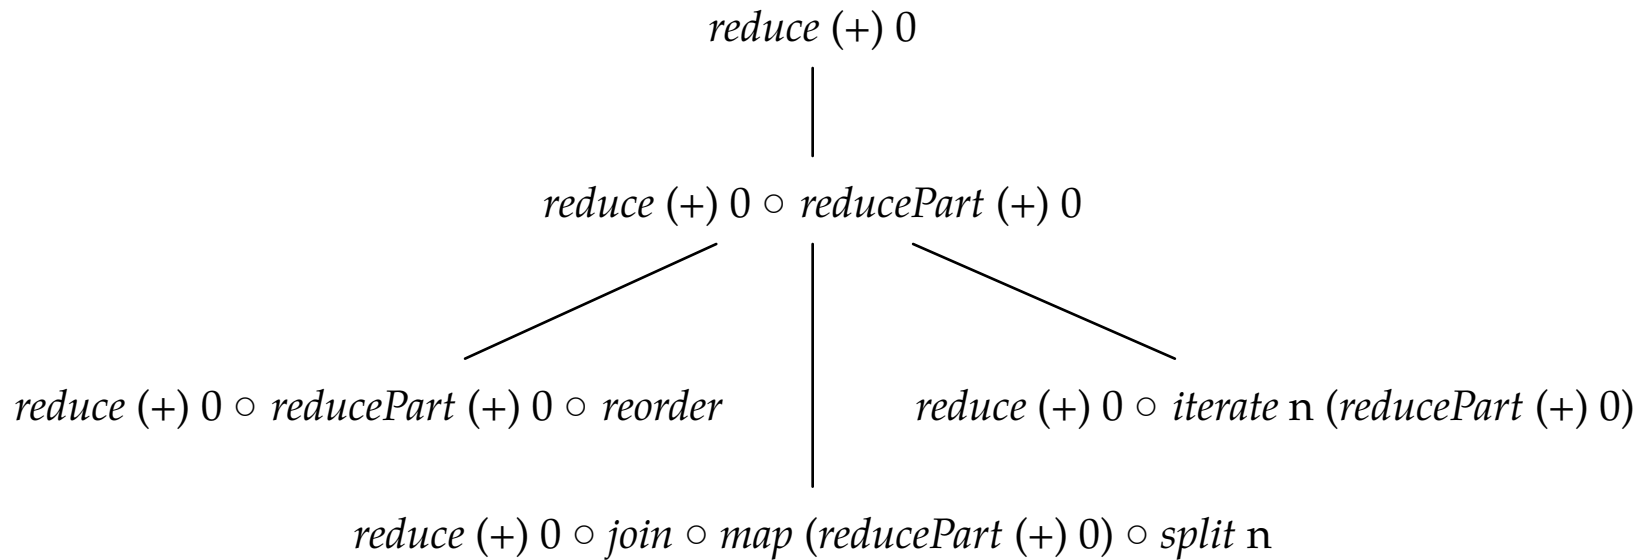 reduce (+) 0
reduce (+) 0 ○ reducePart (+) 0
reduce (+) 0 ○ reducePart (+) 0 ○ reorder
reduce (+) 0 ○ iterate n (reducePart (+) 0)
reduce (+) 0 ○ join ○ map (reducePart (+) 0) ○ split n